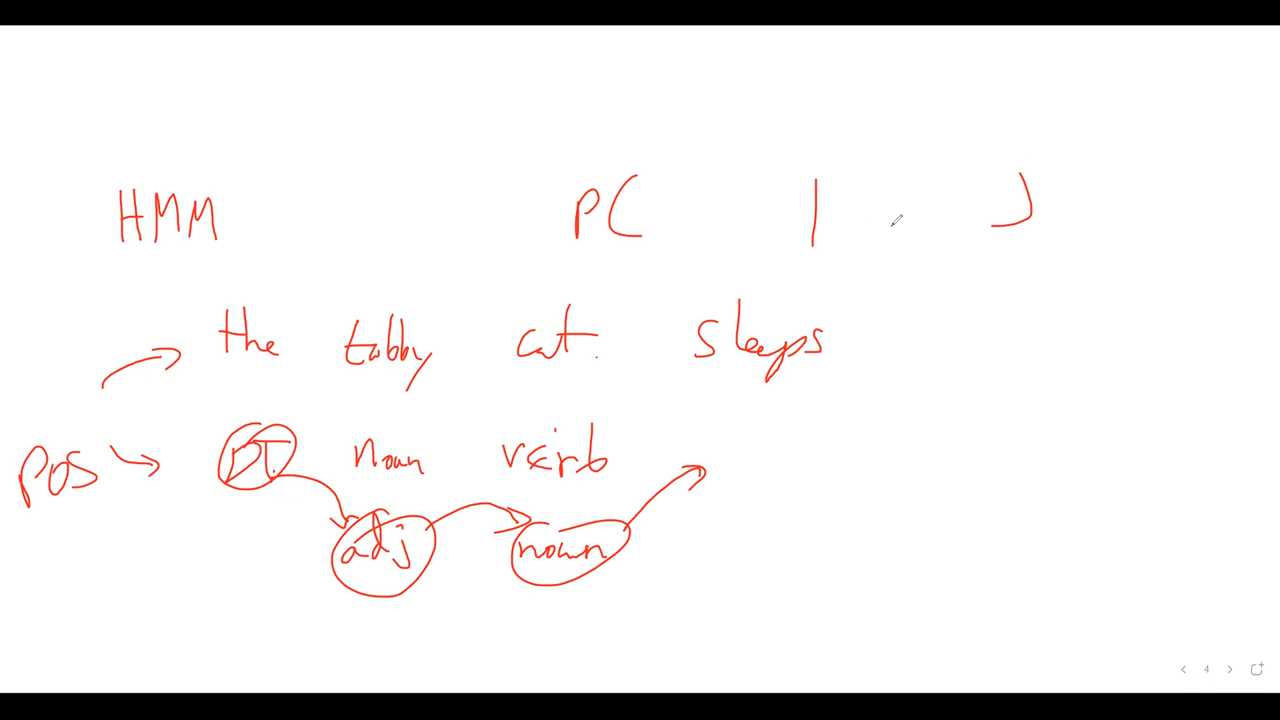 HMM P( | )
the tabby cat. sleeps
POS DT noun verb
adj noun
4